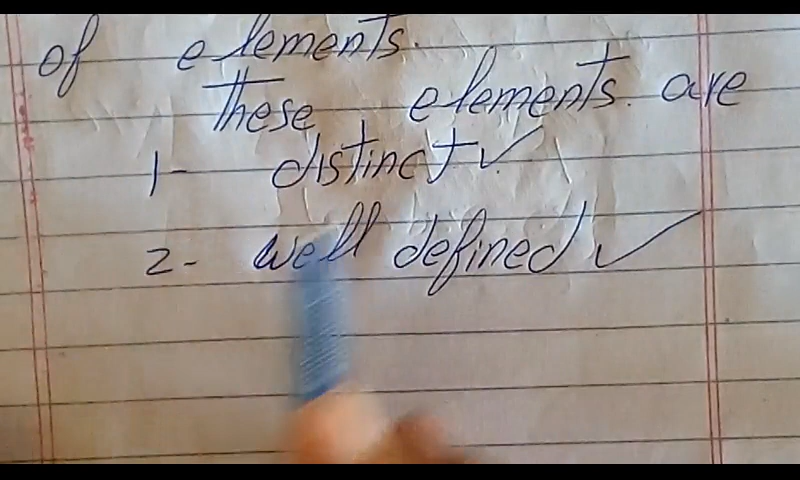 of elements.
These elements. are
1- distinct ✓
2- well defined ✓